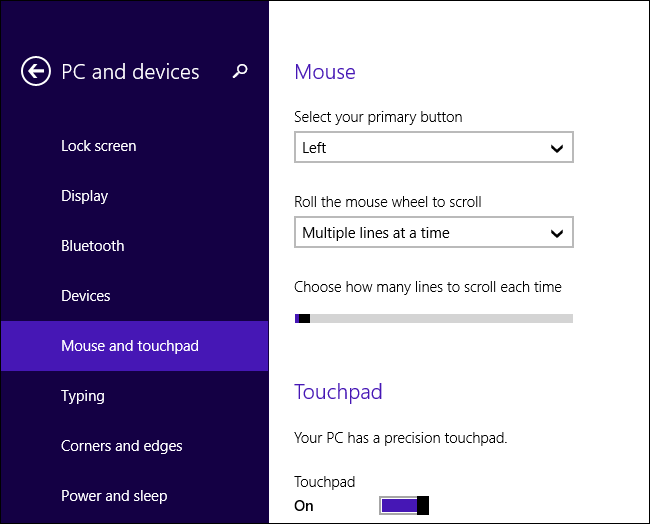 PC and devices
Lock screen
Display
Bluetooth
Devices
Mouse and touchpad
Typing
Corners and edges
Power and sleep
Mouse
Select your primary button
Left
Roll the mouse wheel to scroll
Multiple lines at a time
Choose how many lines to scroll each time
Touchpad
Your PC has a precision touchpad.
Touchpad
On